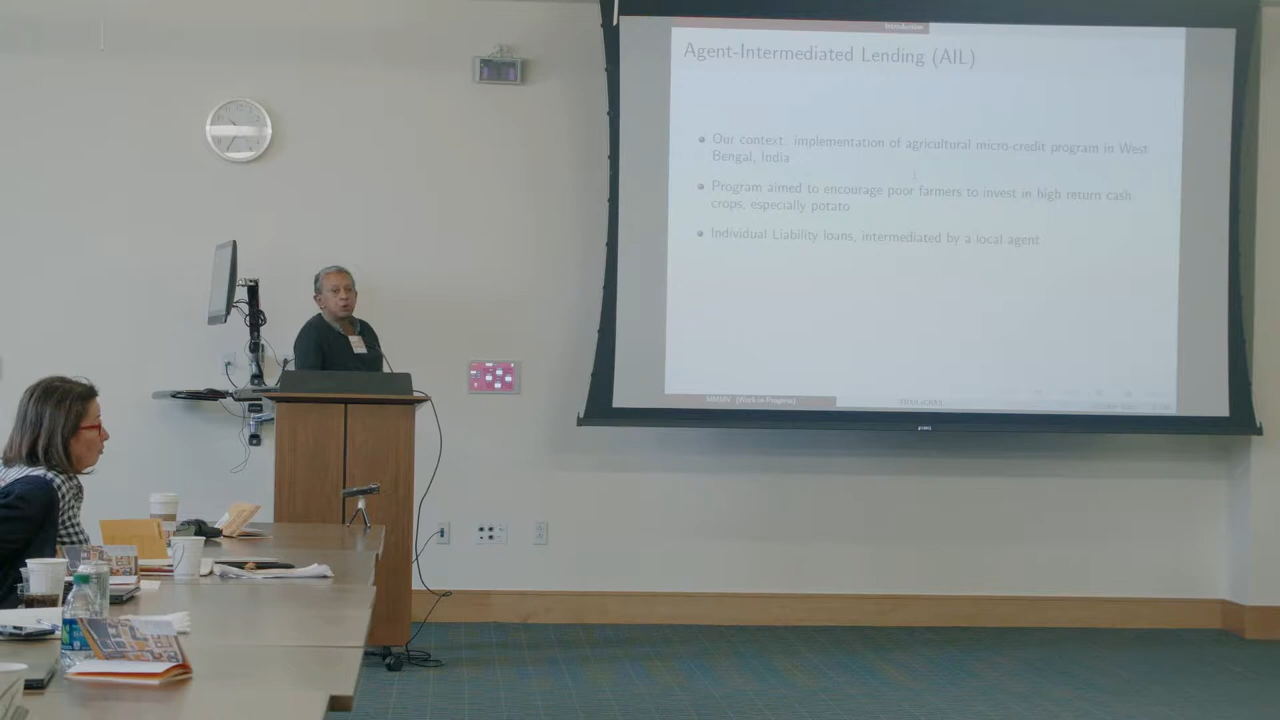 Introduction
Agent-Intermediated Lending (AIL)
Our context: implementation of agricultural micro-credit program in West
Bengal, India
Program aimed to encourage poor farmers to invest in high return cash
crops, especially potato
Individual Liability loans, intermediated by a local agent
MMMV (Work in Progress)